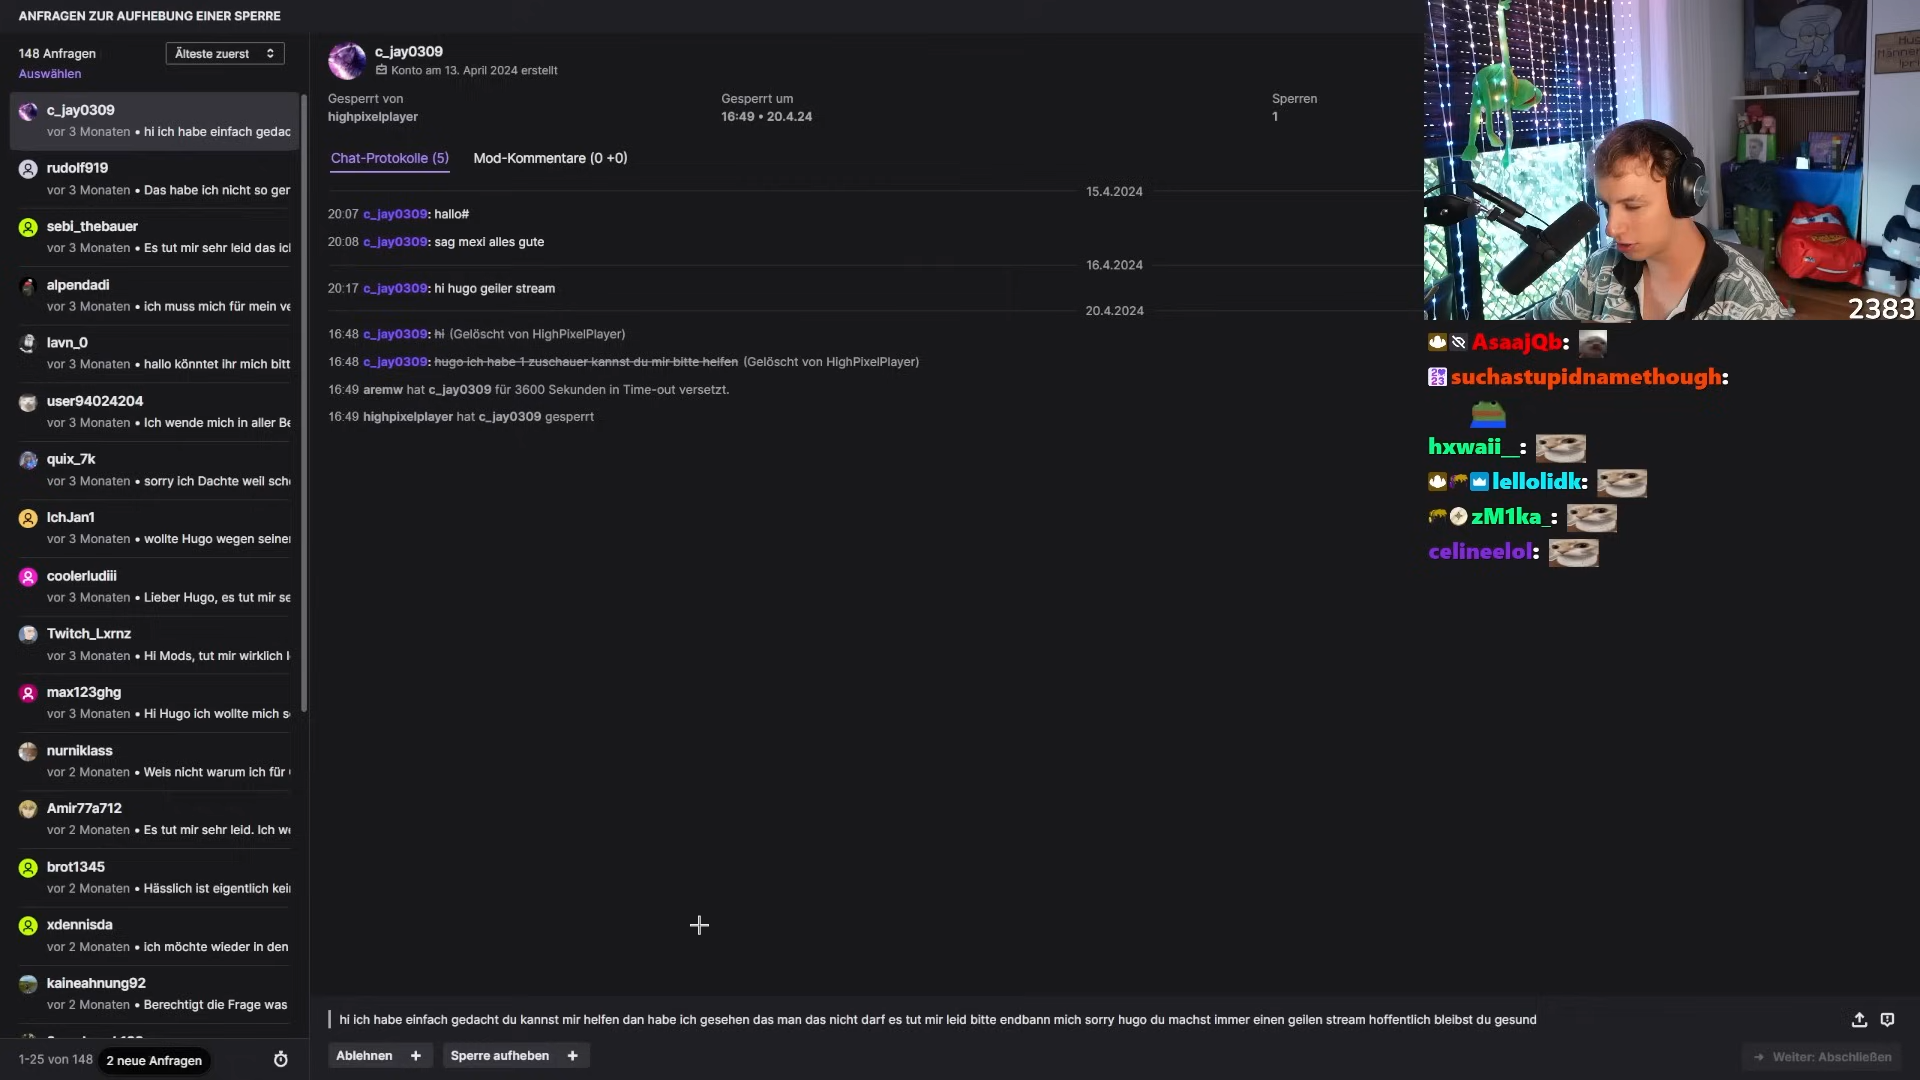 ANFRAGEN ZUR AUFHEBUNG EINER SPERRE
148 Anfragen
Älteste zuerst
Auswählen
c_jay0309
vor 3 Monaten • hi ich habe einfach gedac
rudolf919
vor 3 Monaten • Das habe ich nicht so ger
sebi_thebauer
vor 3 Monaten • Es tut mir sehr leid das icl
alpendadi
vor 3 Monaten • ich muss mich für mein ve
lavn_0
vor 3 Monaten • hallo könntet ihr mich bitt
user94024204
vor 3 Monaten • Ich wende mich in aller Be
quix_7k
vor 3 Monaten • sorry ich Dachte weil sch
IchJan1
vor 3 Monaten • wollte Hugo wegen seine
coolerludiii
vor 3 Monaten • Lieber Hugo, es tut mir se
Twitch_Lxrnz
vor 3 Monaten • Hi Mods, tut mir wirklich l
max123ghg
vor 3 Monaten • Hi Hugo ich wollte mich s
nurniklass
vor 2 Monaten • Weis nicht warum ich für
Amir77a712
vor 2 Monaten • Es tut mir sehr leid. Ich we
brot1345
vor 2 Monaten • Hässlich ist eigentlich kei
xdennisda
vor 2 Monaten • ich möchte wieder in den
kaineahnung92
vor 2 Monaten • Berechtigt die Frage was
1-25 von 148
2 neue Anfragen
c_jay0309
Konto am 13. April 2024 erstellt
Gesperrt von
highpixelplayer
Gesperrt um
16:49 • 20.4.24
Sperren
1
Chat-Protokolle (5)
Mod-Kommentare (0 +0)
15.4.2024
20:07 c_jay0309: hallo#
20:08 c_jay0309: sag mexi alles gute
16.4.2024
20:17 c_jay0309: hi hugo geiler stream
20.4.2024
16:48 c_jay0309: hi (Gelöscht von HighPixelPlayer)
16:48 c_jay0309: hugo ich habe 1 zuschauer kannst du mir bitte helfen (Gelöscht von HighPixelPlayer)
16:49 aremw hat c_jay0309 für 3600 Sekunden in Time-out versetzt.
16:49 highpixelplayer hat c_jay0309 gesperrt
hi ich habe einfach gedacht du kannst mir helfen dan habe ich gesehen das man das nicht darf es tut mir leid bitte endbann mich sorry hugo du machst immer einen geilen stream hoffentlich bleibst du gesund
Ablehnen +
Sperre aufheben +
Weiter: Abschließen
2383
AsaajQb:
suchastupidnamethough:
hxwaii__:
lellolidk:
zM1ka_:
celineelol: